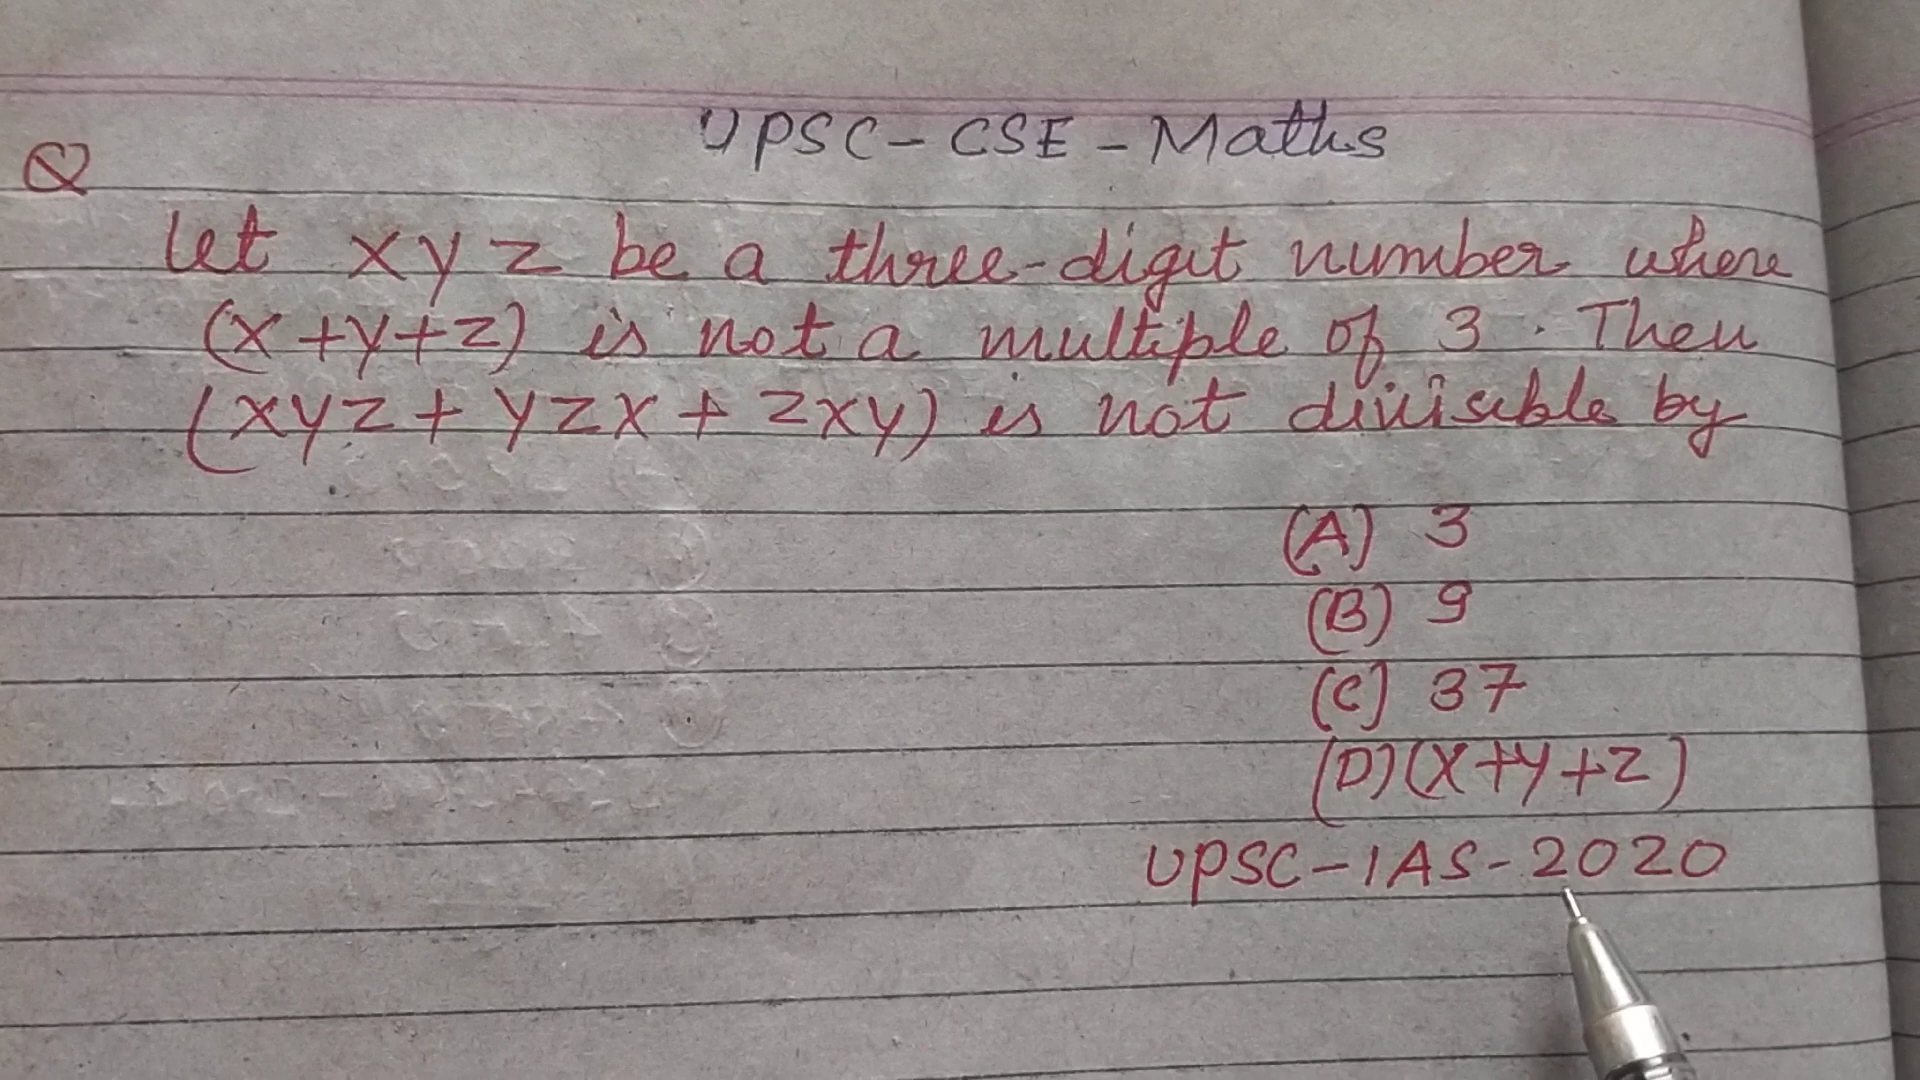 UPSC - CSE - Maths
Q
Let xyz be a three-digit number where
(x+y+z) is not a multiple of 3. Then
(xyz + yzx + zxy) is not divisible by
(A) 3
(B) 9
(C) 37
(D) (x+y+z)
UPSC-IAS-2020